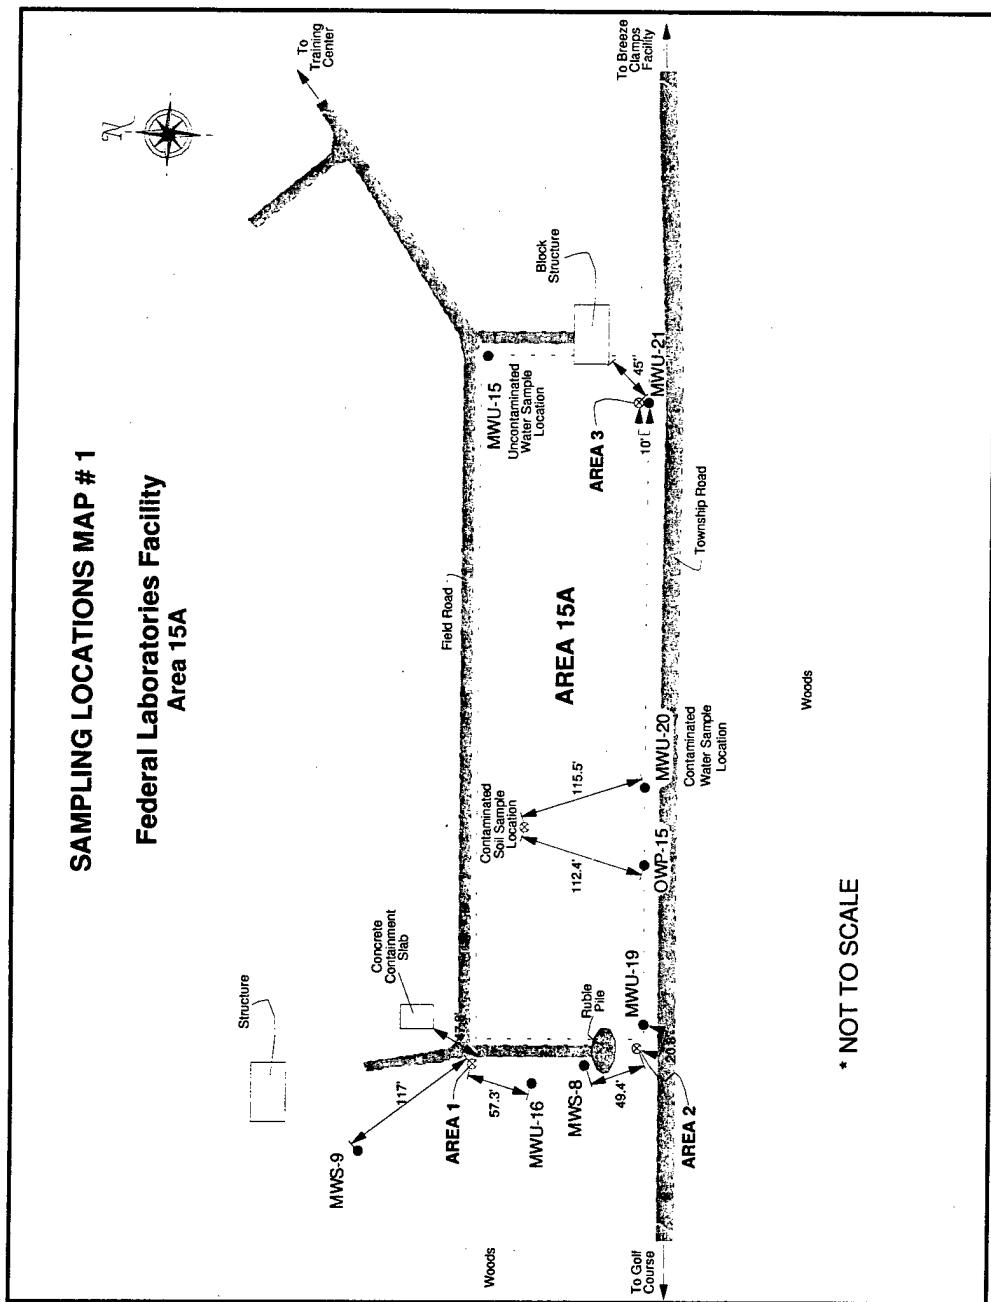 SAMPLING LOCATIONS MAP # 1
Federal Laboratories Facility
Area 15A
N
To
Training
Center
Structure
Concrete
Containment
Slab
Field Road
MWS-9
117'
47.8'
AREA 1
57.3'
MWU-16
MWS-8
49.4'
Ruble
Pile
MWU-19
20.8'
AREA 2
Contaminated
Soil Sample
Location
112.4'
115.5'
OWP-15
MWU-20
Contaminated
Water Sample
Location
AREA 15A
MWU-15
Uncontaminated
Water Sample
Location
Block
Structure
AREA 3
10'
45"
MWU-21
Township Road
To Breeze
Clamps
Facility
Woods
To Golf
Course
Woods
* NOT TO SCALE